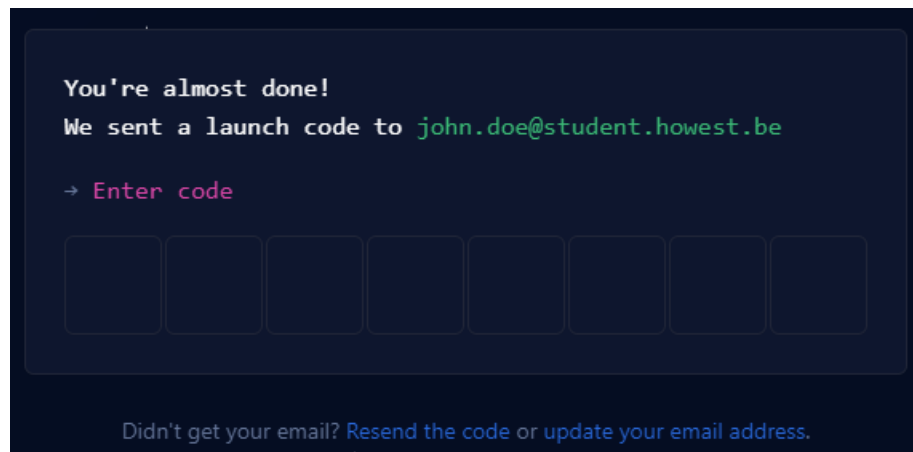 You're almost done!
We sent a launch code to john.doe@student.howest.be
→ Enter code
Didn't get your email? Resend the code or update your email address.